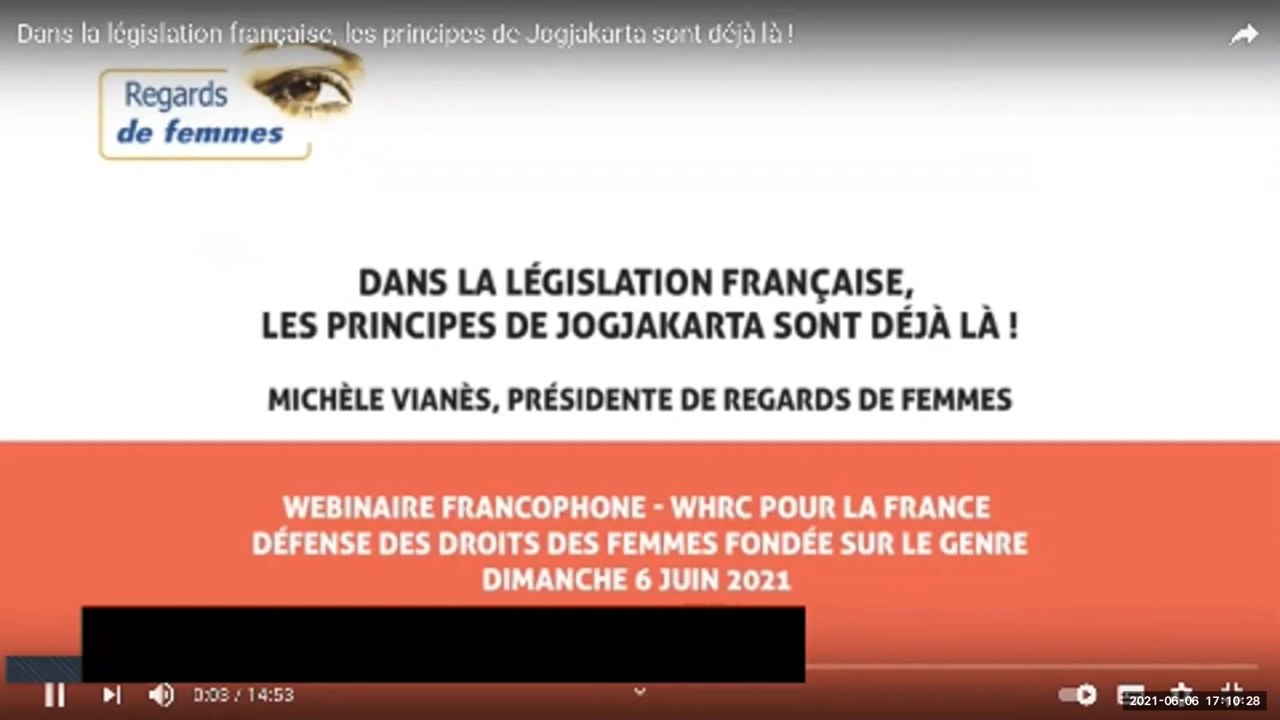 Dans la législation française, les principes de Jogjakarta sont déjà là !
Regards
de femmes
DANS LA LÉGISLATION FRANÇAISE,
LES PRINCIPES DE JOGJAKARTA SONT DÉJÀ LÀ !
MICHÈLE VIANÈS, PRÉSIDENTE DE REGARDS DE FEMMES
WEBINAIRE FRANCOPHONE - WHRC POUR LA FRANCE
DÉFENSE DES DROITS DES FEMMES FONDÉE SUR LE GENRE
DIMANCHE 6 JUIN 2021
0:03 / 14:53
2021-06-06 17:10:28